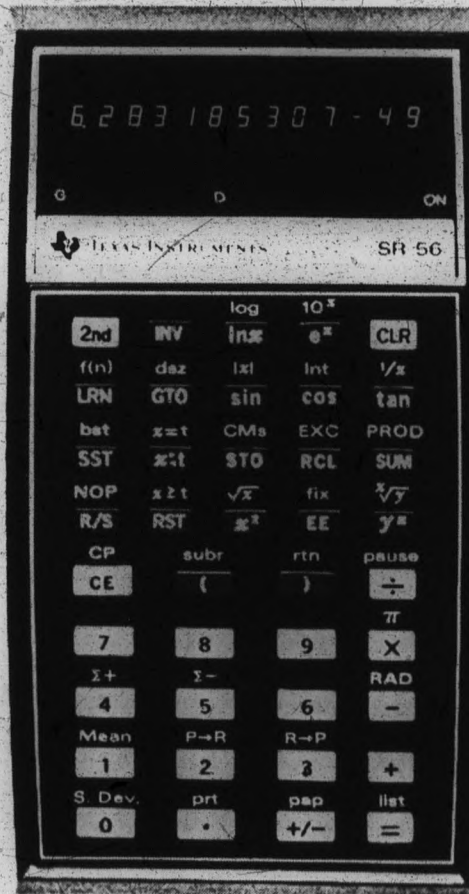 6.283185307-49
G D ON
TEXAS INSTRUMENTS SR 56
log 10ˣ
2nd INV lnx eˣ CLR
f(n) dsz |x| Int 1/x
LRN GTO sin cos tan
bst x=t CMs EXC PROD
SST x:t STO RCL SUM
NOP x≥t √x fix ˣ√y
R/S RST x² EE yˣ
CP subr rtn pause
CE ( ) ÷
π
7 8 9 X
Σ+ Σ- RAD
4 5 6 -
Mean P→R R→P
1 2 3 +
S. Dev. prt pap list
0 . +/- =